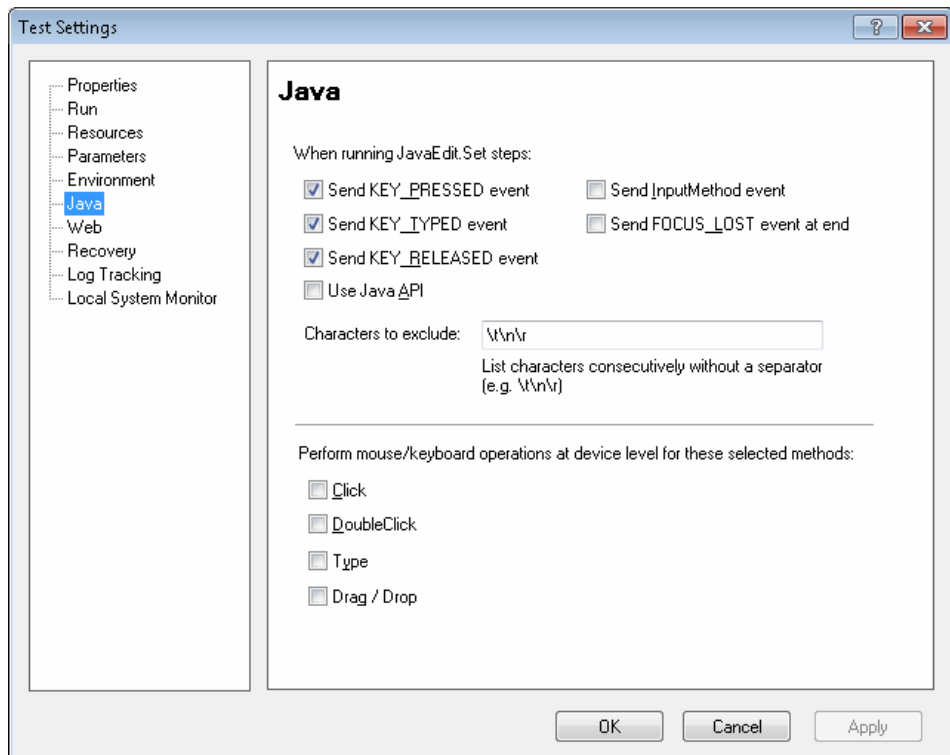 Test Settings
Properties
Run
Resources
Parameters
Environment
Java
Web
Recovery
Log Tracking
Local System Monitor
Java
When running JavaEdit.Set steps:
Send KEY_PRESSED event
Send InputMethod event
Send KEY_TYPED event
Send FOCUS_LOST event at end
Send KEY_RELEASED event
Use Java API
Characters to exclude: \t\n\r
List characters consecutively without a separator
(e.g. \t\n\r)
Perform mouse/keyboard operations at device level for these selected methods:
Click
DoubleClick
Type
Drag / Drop
OK Cancel Apply